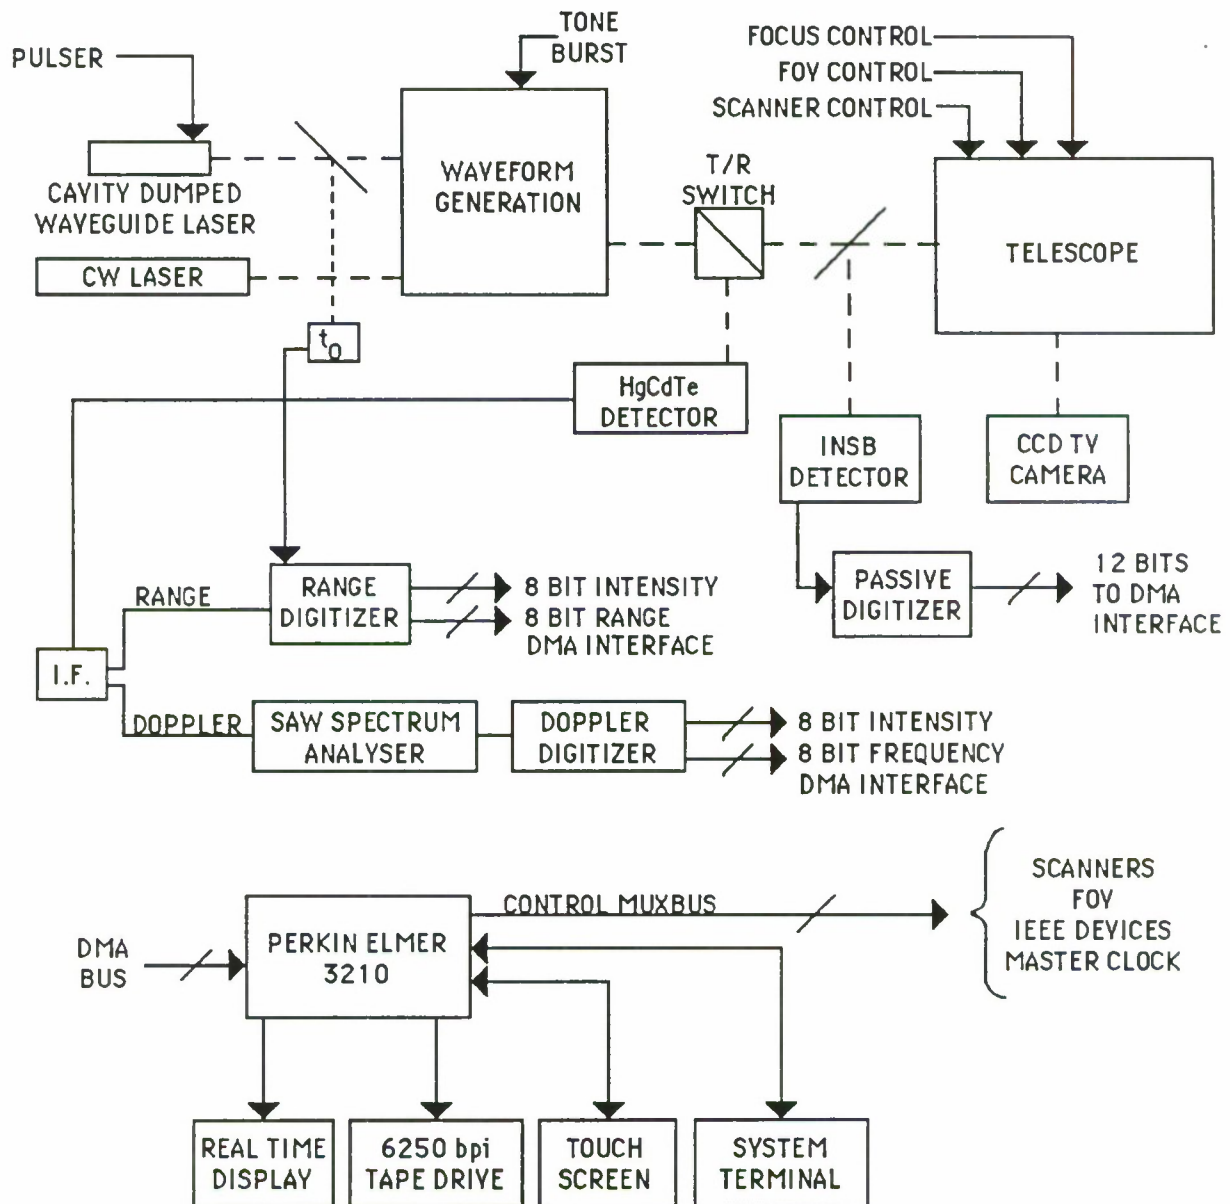 TONE
BURST
PULSER
FOCUS CONTROL
FOV CONTROL
SCANNER CONTROL
CAVITY DUMPED
WAVEGUIDE LASER
WAVEFORM
GENERATION
T/R
SWITCH
TELESCOPE
CW LASER
t0
HgCdTe
DETECTOR
INSB
DETECTOR
CCD TV
CAMERA
RANGE
RANGE
DIGITIZER
8 BIT INTENSITY
8 BIT RANGE
DMA INTERFACE
PASSIVE
DIGITIZER
12 BITS
TO DMA
INTERFACE
I.F.
DOPPLER
SAW SPECTRUM
ANALYSER
DOPPLER
DIGITIZER
8 BIT INTENSITY
8 BIT FREQUENCY
DMA INTERFACE
DMA
BUS
PERKIN ELMER
3210
CONTROL MUXBUS
SCANNERS
FOV
IEEE DEVICES
MASTER CLOCK
REAL TIME
DISPLAY
6250 bpi
TAPE DRIVE
TOUCH
SCREEN
SYSTEM
TERMINAL